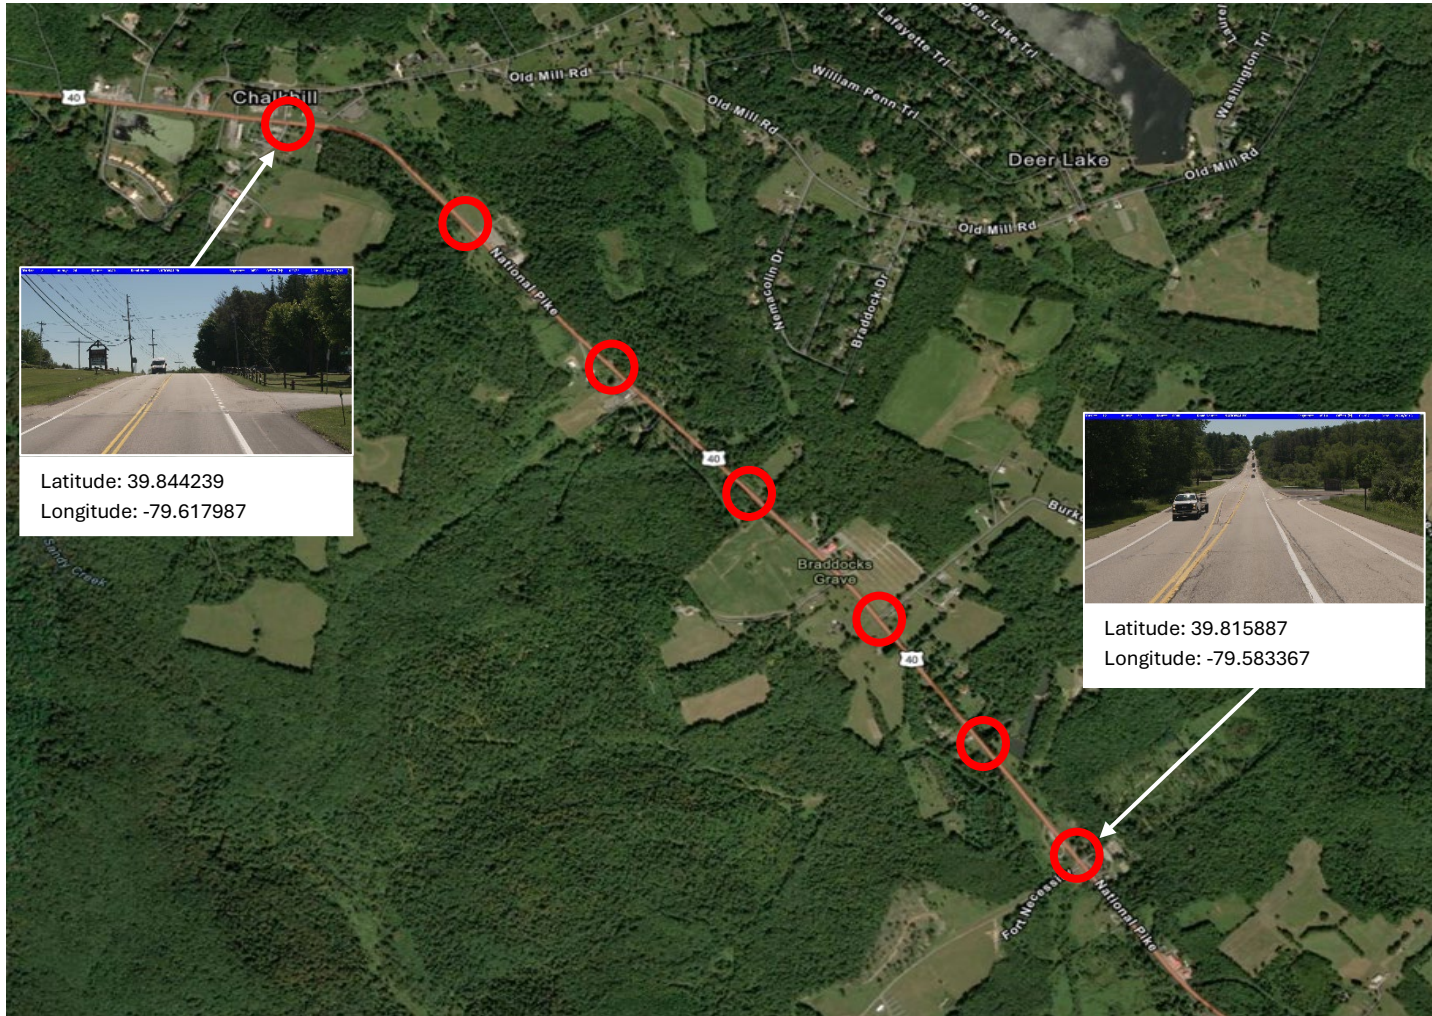 Deer Lake Trl
Laurel
Lafayette Trl
Washington Trl
Old Mill Rd
William Penn Trl
40
Chalkhill
Old Mill Rd
Deer Lake
Old Mill Rd
Old Mill Rd
National Pike
Nemacolin Dr
Braddock Dr
40
Latitude: 39.844239
Longitude: -79.617987
Burke
Sandy Creek
Braddocks
Grave
Latitude: 39.815887
Longitude: -79.583367
40
Fort Necessi
National Pike